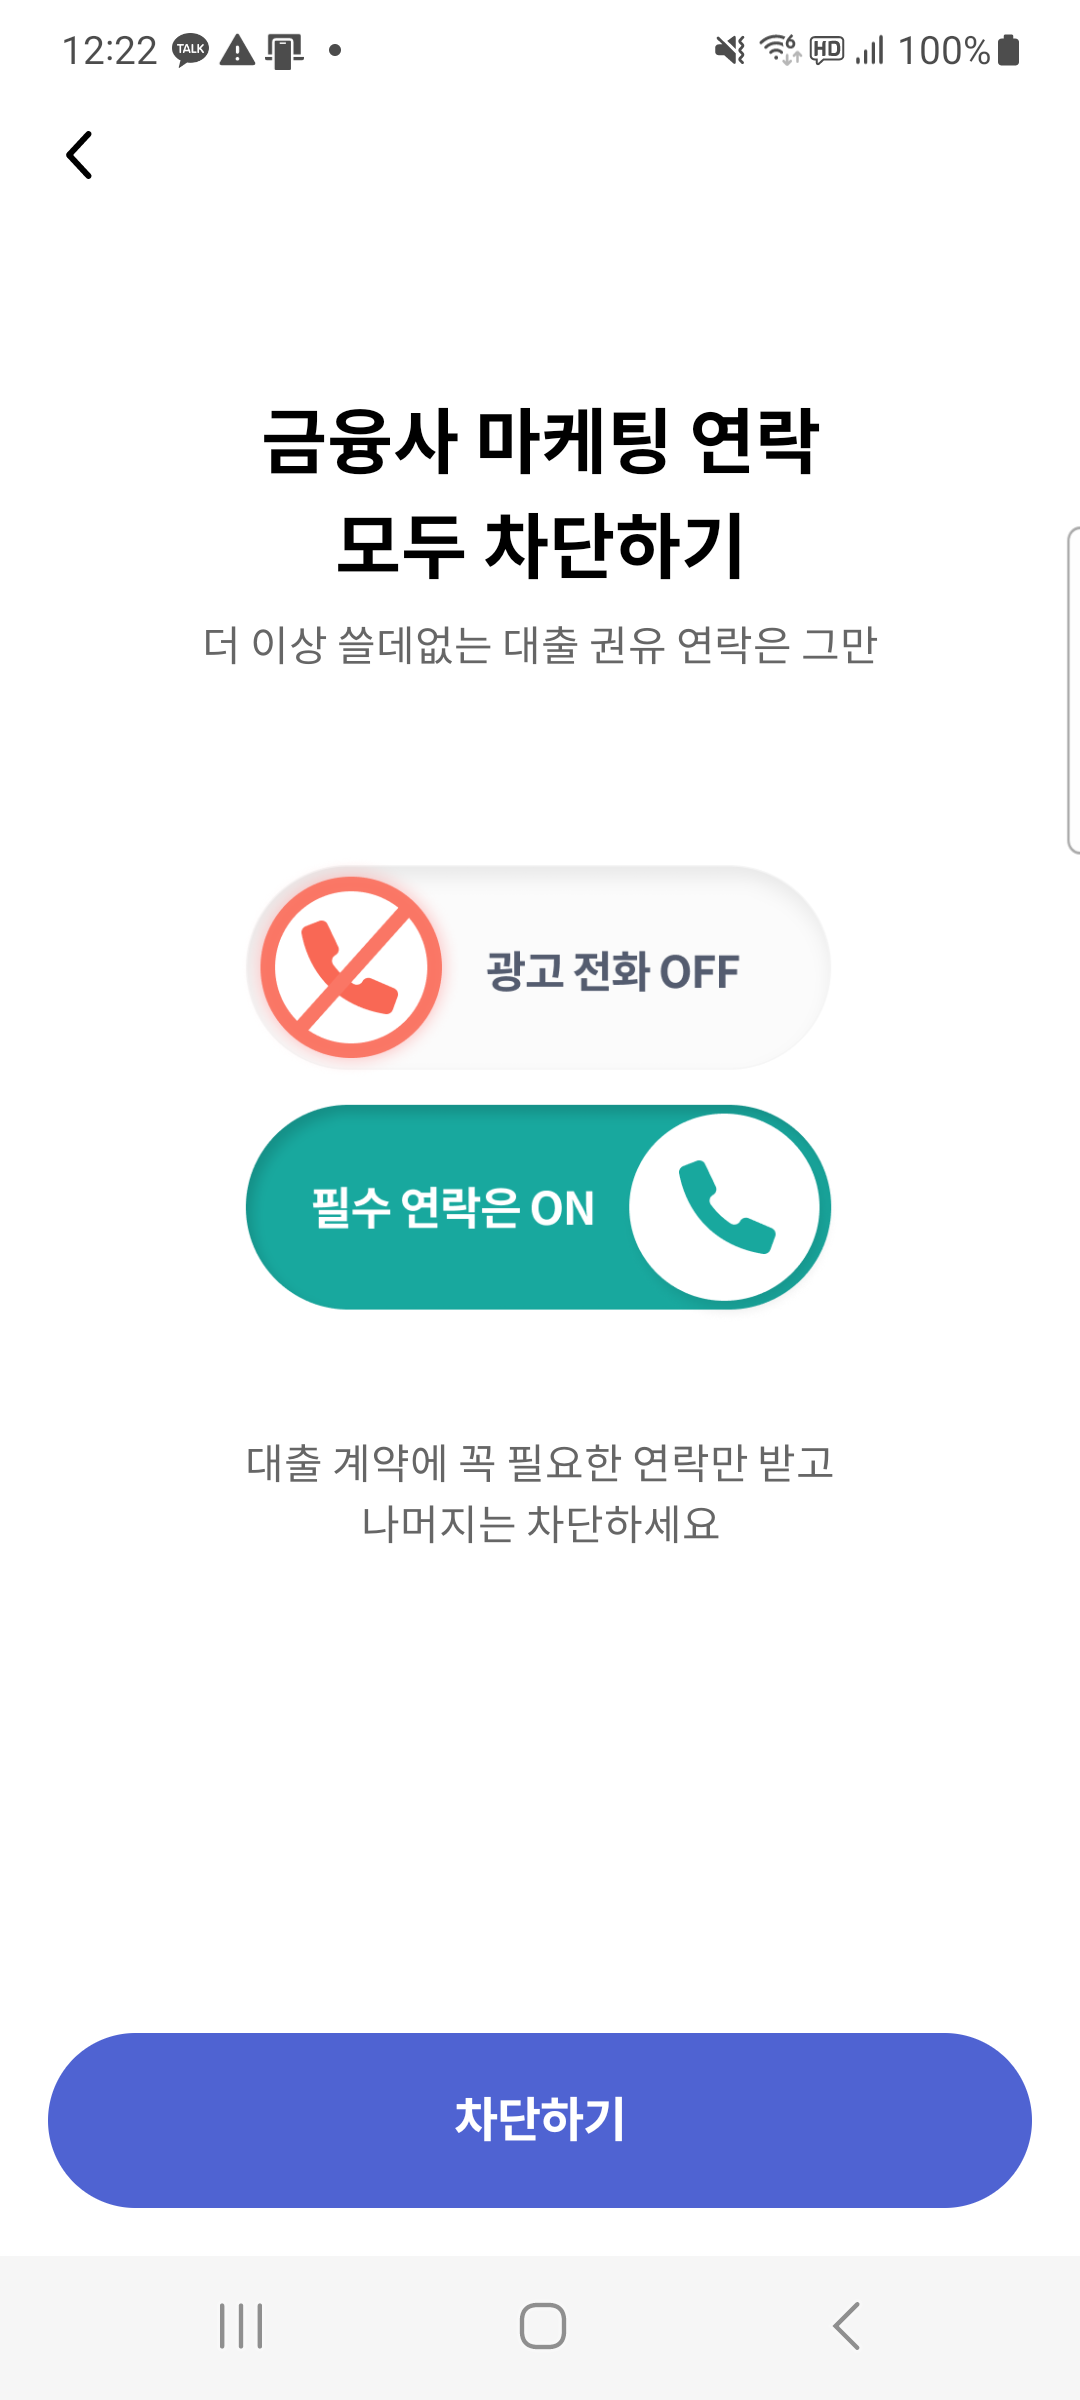 12:22 TALK HD 100%
금융사 마케팅 연락
모두 차단하기
더 이상 쓸데없는 대출 권유 연락은 그만
광고 전화 OFF
필수 연락은 ON
대출 계약에 꼭 필요한 연락만 받고
나머지는 차단하세요
차단하기